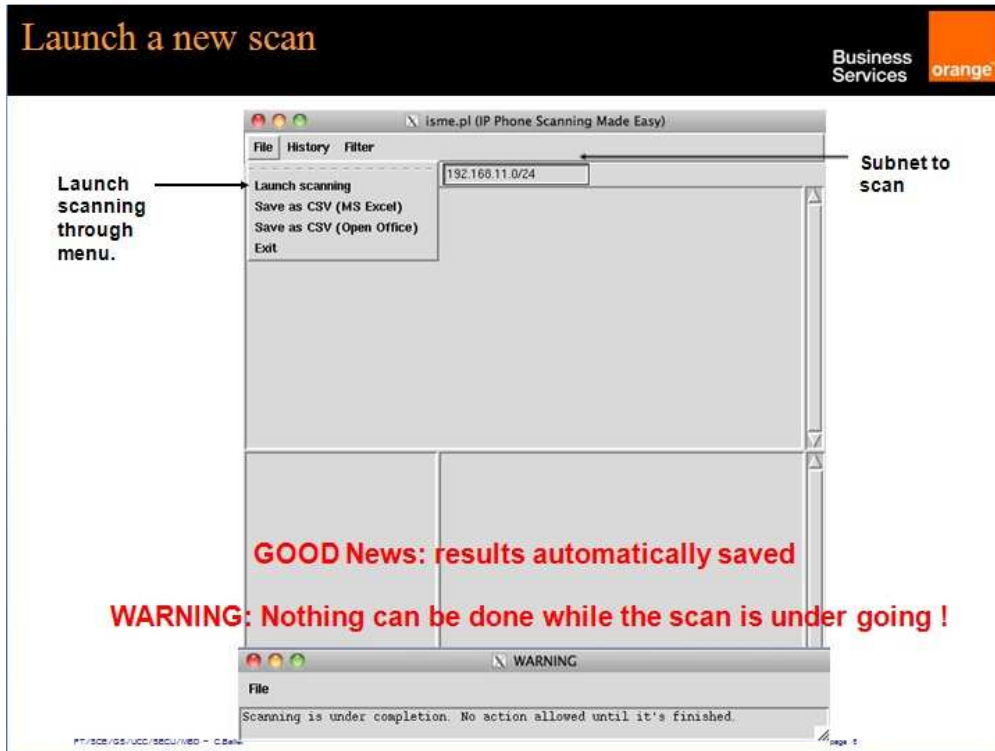 Launch a new scan
Business
Services
orange™
isme.pl (IP Phone Scanning Made Easy)
File History Filter
192.168.11.0/24
Launch scanning
Save as CSV (MS Excel)
Save as CSV (Open Office)
Exit
Launch
scanning
through
menu.
Subnet to
scan
GOOD News: results automatically saved
WARNING: Nothing can be done while the scan is under going !
WARNING
File
Scanning is under completion. No action allowed until it's finished.
page 5